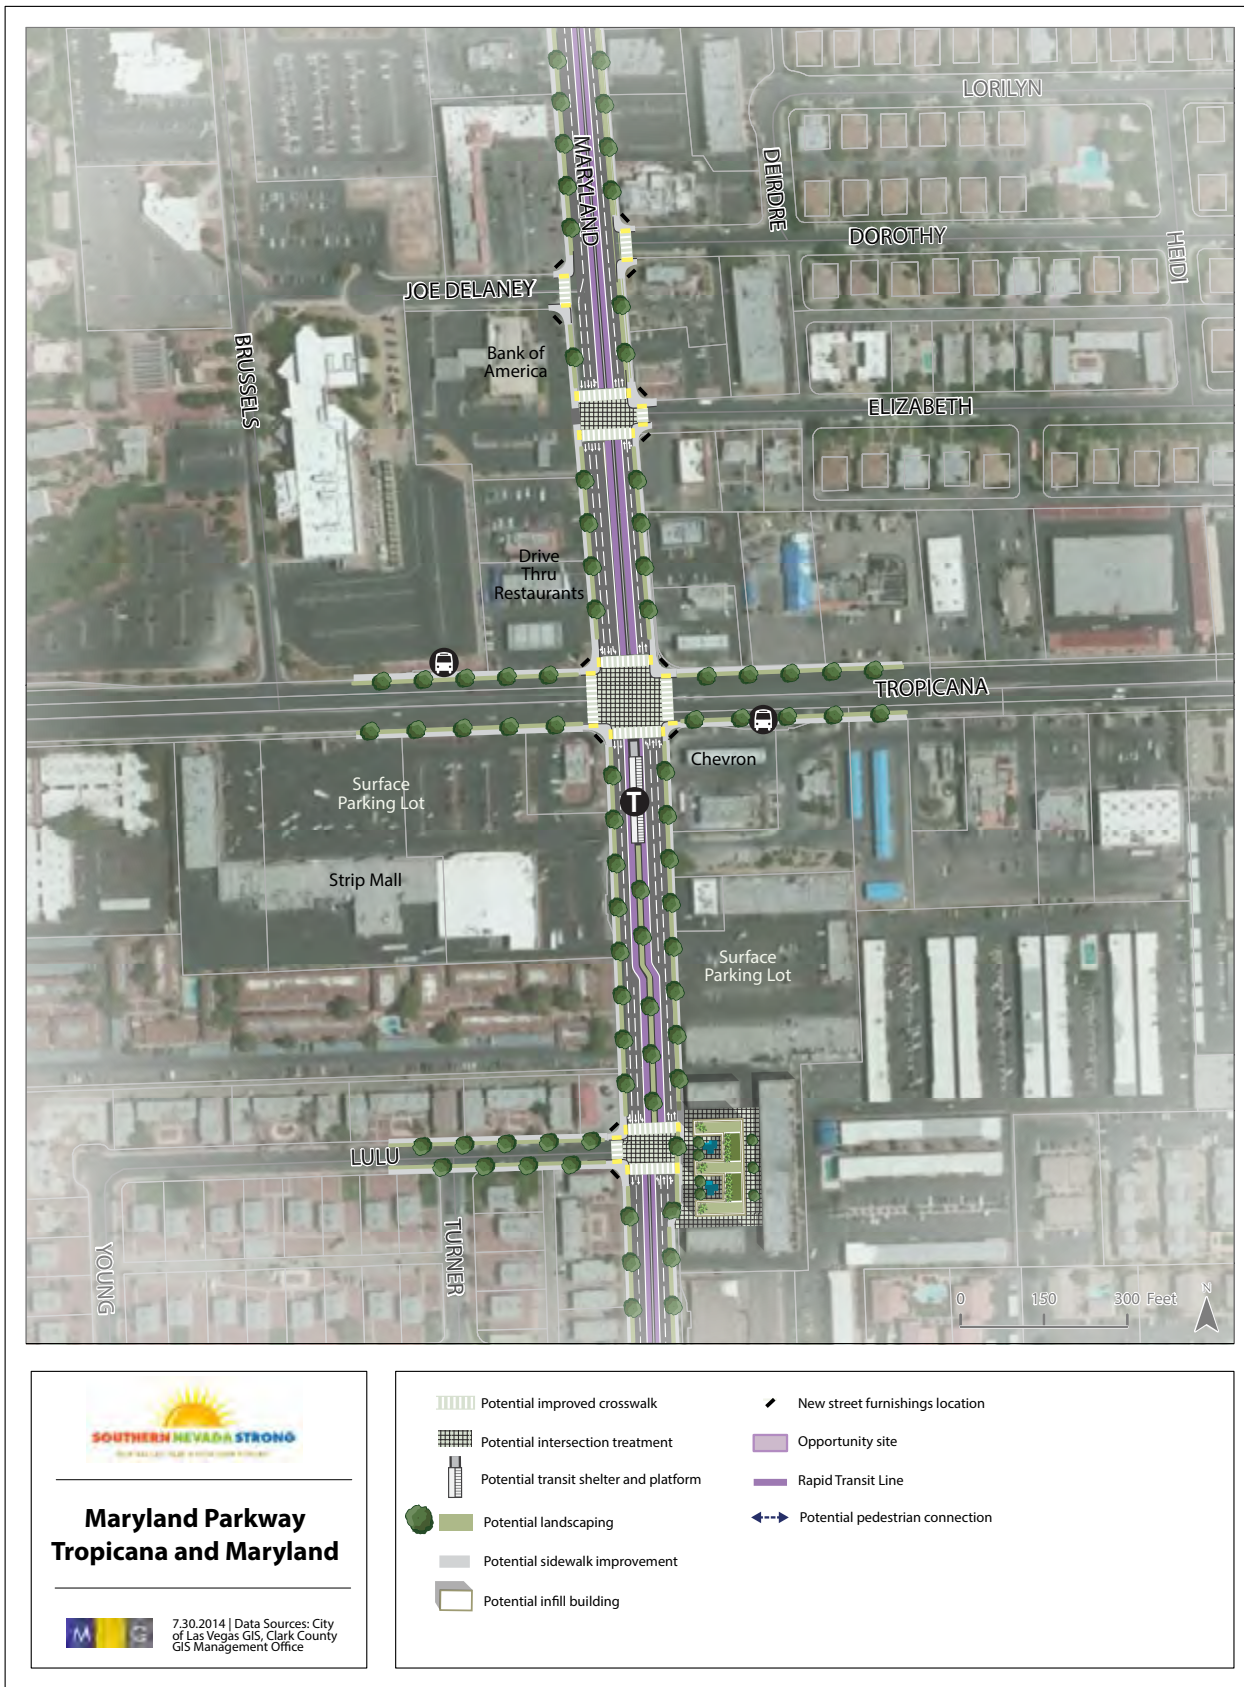 LORILYN
MARYLAND
DEIRDRE
DOROTHY
HEIDI
JOE DELANEY
BRUSSELS
Bank of
America
ELIZABETH
Drive
Thru
Restaurants
TROPICANA
Chevron
Surface
Parking Lot
T
Strip Mall
Surface
Parking Lot
LULU
YOUNG
TURNER
0 150 300 Feet
N
SOUTHERN NEVADA STRONG
Maryland Parkway
Tropicana and Maryland
M I G
7.30.2014 | Data Sources: City
of Las Vegas GIS, Clark County
GIS Management Office
Potential improved crosswalk
Potential intersection treatment
Potential transit shelter and platform
Potential landscaping
Potential sidewalk improvement
Potential infill building
New street furnishings location
Opportunity site
Rapid Transit Line
Potential pedestrian connection